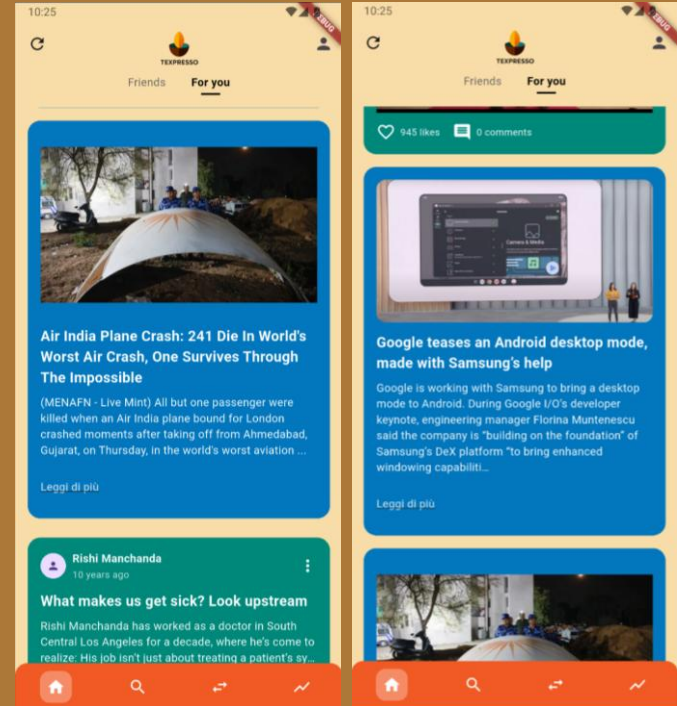 10:25
TEXPRESSO
Friends For you
Air India Plane Crash: 241 Die In World's
Worst Air Crash, One Survives Through
The Impossible
(MENAFN - Live Mint) All but one passenger were
killed when an Air India plane bound for London
crashed moments after taking off from Ahmedabad,
Gujarat, on Thursday, in the world's worst aviation ...
Leggi di più
Rishi Manchanda
10 years ago
What makes us get sick? Look upstream
Rishi Manchanda has worked as a doctor in South
Central Los Angeles for a decade, where he's come to
realize: His job isn't just about treating a patient's sy...
10:25
TEXPRESSO
Friends For you
945 likes 0 comments
Camera & Media
Google teases an Android desktop mode,
made with Samsung's help
Google is working with Samsung to bring a desktop
mode to Android. During Google I/O's developer
keynote, engineering manager Florina Muntenescu
said the company is "building on the foundation" of
Samsung's DeX platform "to bring enhanced
windowing capabiliti...
Leggi di più